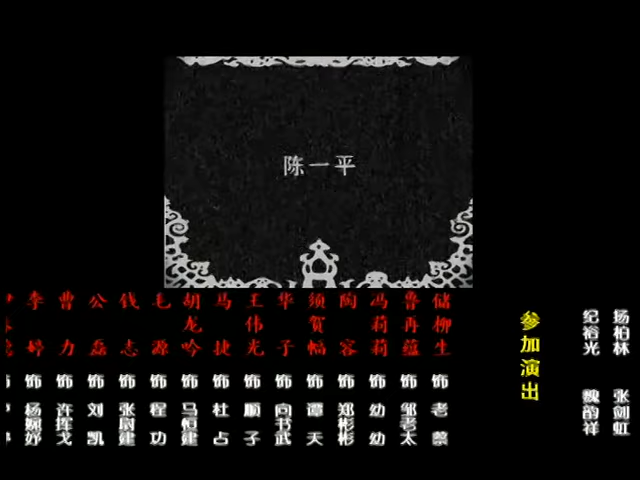 陈一平
扬柏林 张剑虹
纪裕光 魏韵祥
参加演出
储柳生 饰 老蔡
鲁再蕴 饰 邹老太
冯莉莉 饰 幼幼
陶容 饰 郑彬彬
须贺幅 饰 谭天
华子 饰 向书武
王伟光 饰 顺子
马捷 饰 杜占
胡龙吟 饰 马恒建
毛源 饰 程功
钱志 饰 张尉建
公磊 饰 刘凯
曹力 饰 许挥戈
李婷 饰 杨婉妤